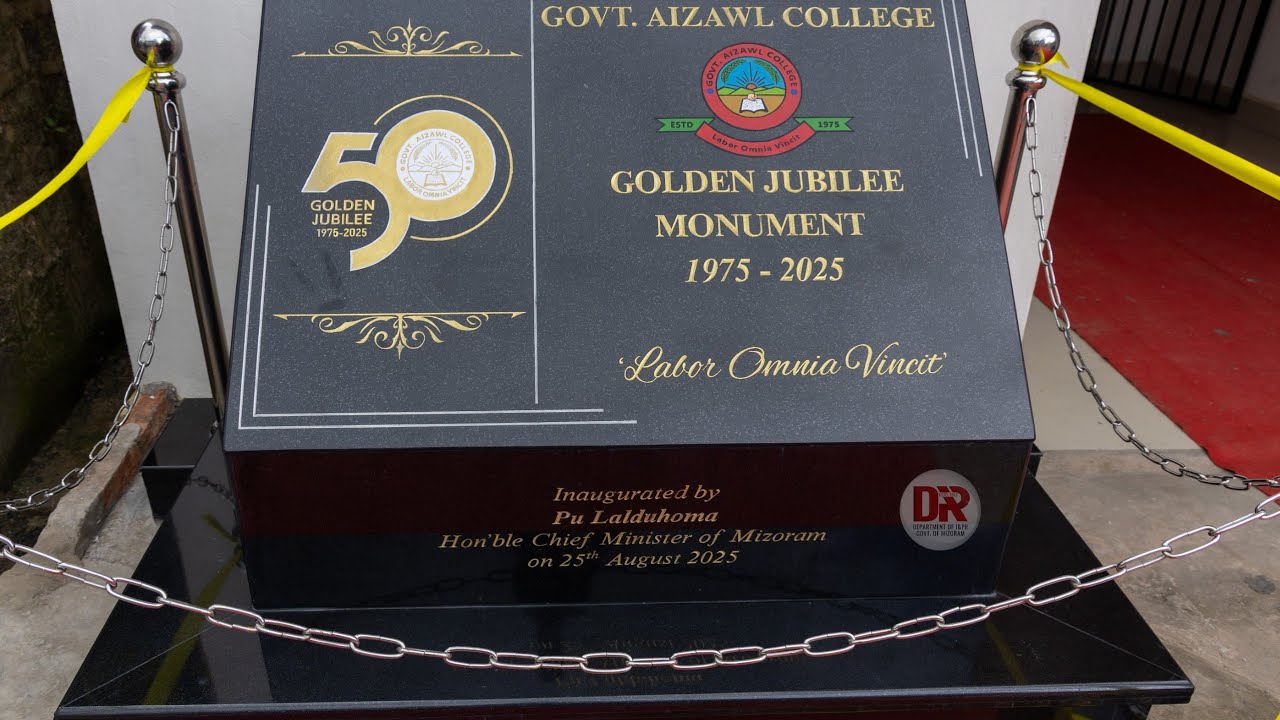 GOVT. AIZAWL COLLEGE
GOVT. AIZAWL COLLEGE
ESTD
1975
Labor Omnia Vincit
50
GOVT. AIZAWL COLLEGE
LABOR OMNIA VINCIT
GOLDEN
JUBILEE
1975-2025
GOLDEN JUBILEE
MONUMENT
1975 - 2025
‘Labor Omnia Vincit’
Inaugurated by
Pu Lalduhoma
Hon’ble Chief Minister of Mizoram
on 25th August 2025
DIPR
DEPARTMENT OF I&PR
GOVT. OF MIZORAM